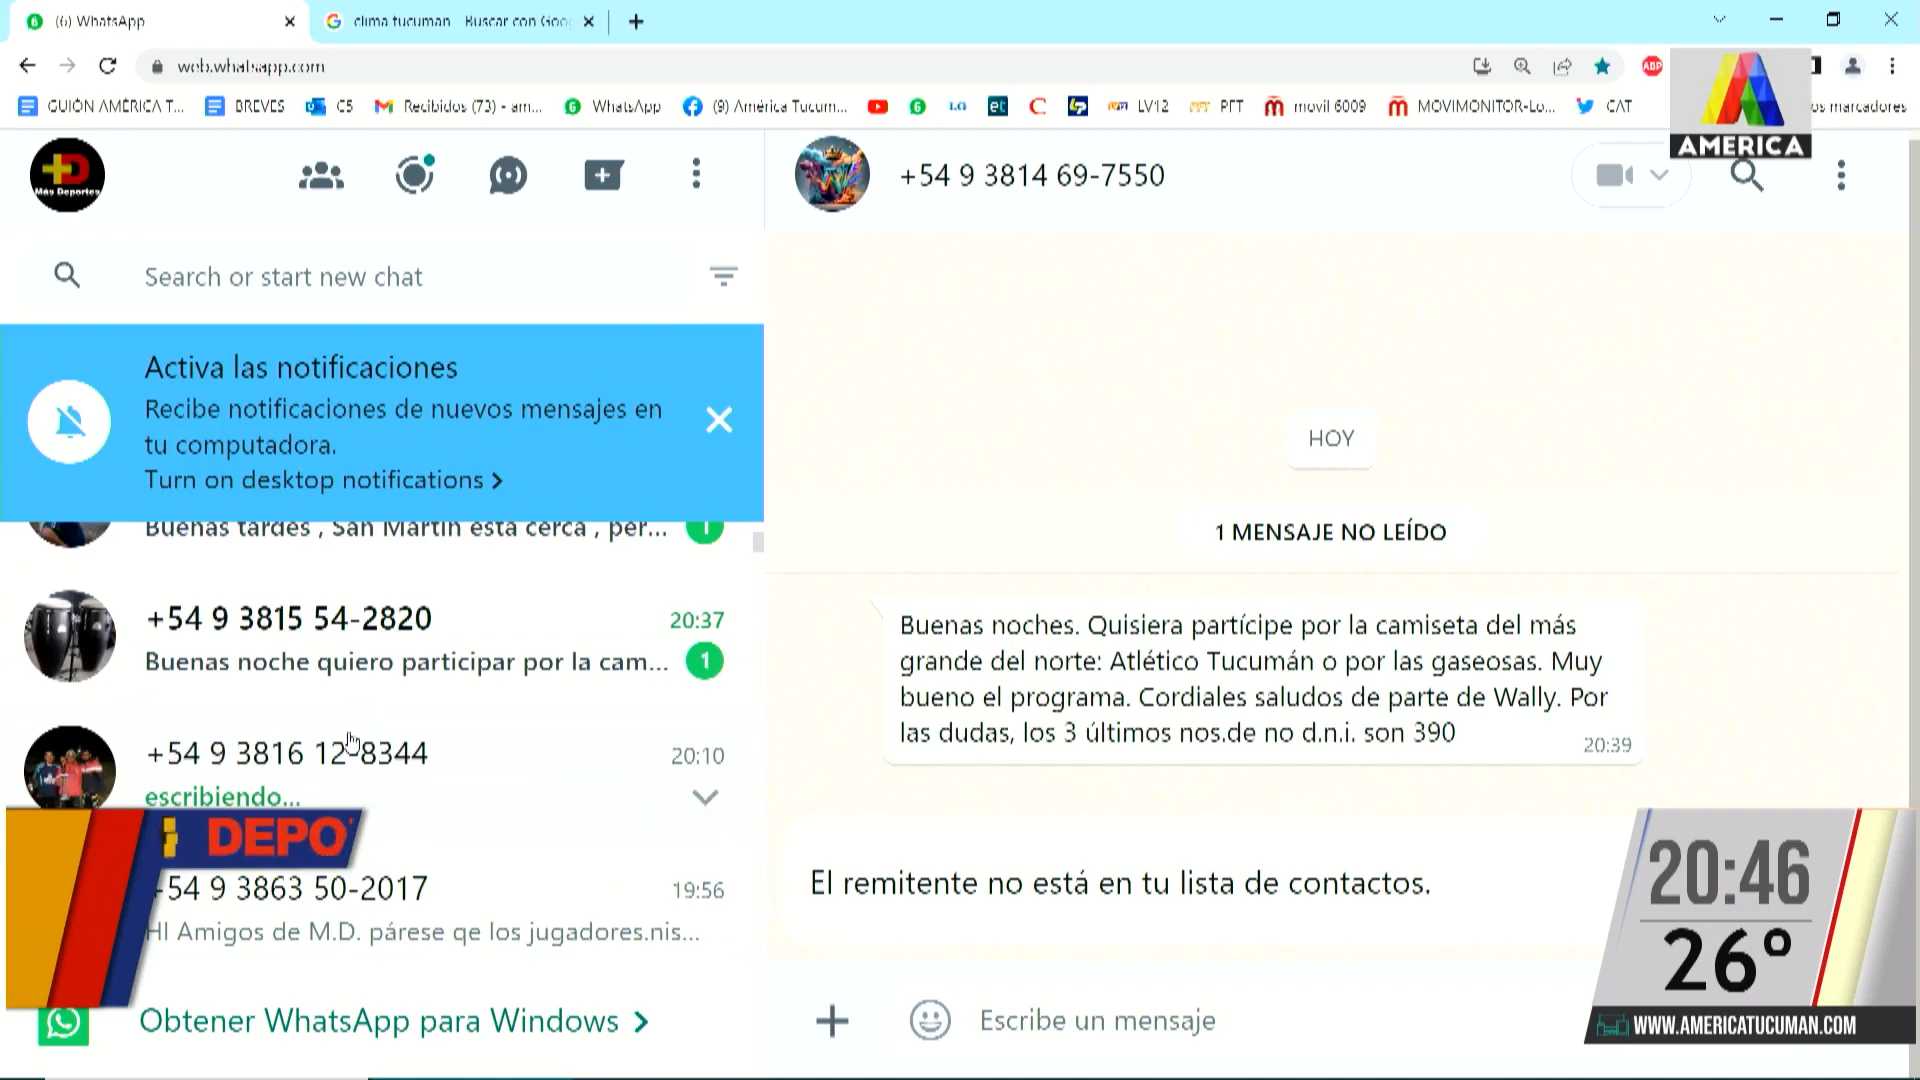 (6) WhatsApp
clima tucuman Buscar con Goo
web.whatsapp.com
ABP
GUIÓN AMÉRICA T...
BREVES
C5
Recibidos (73) - am...
WhatsApp
(9) América Tucum...
LG
et
LV12
PFT
movil 6009
MOVIMONITOR-Lo...
CAT
os marcadores
AMERICA
+D
Más Deportes
+54 9 3814 69-7550
Search or start new chat
Activa las notificaciones
Recibe notificaciones de nuevos mensajes en
tu computadora.
Turn on desktop notifications >
Buenas tardes , San Martin esta cerca , per...
1
+54 9 3815 54-2820
20:37
Buenas noche quiero participar por la cam...
1
+54 9 3816 12-8344
20:10
escribiendo...
+54 9 3863 50-2017
19:56
HI Amigos de M.D. párese qe los jugadores.nis...
Obtener WhatsApp para Windows >
HOY
1 MENSAJE NO LEÍDO
Buenas noches. Quisiera partícipe por la camiseta del más
grande del norte: Atlético Tucumán o por las gaseosas. Muy
bueno el programa. Cordiales saludos de parte de Wally. Por
las dudas, los 3 últimos nos.de no d.n.i. son 390
20:39
El remitente no está en tu lista de contactos.
Escribe un mensaje
DEPO
20:46
26°
WWW.AMERICATUCUMAN.COM